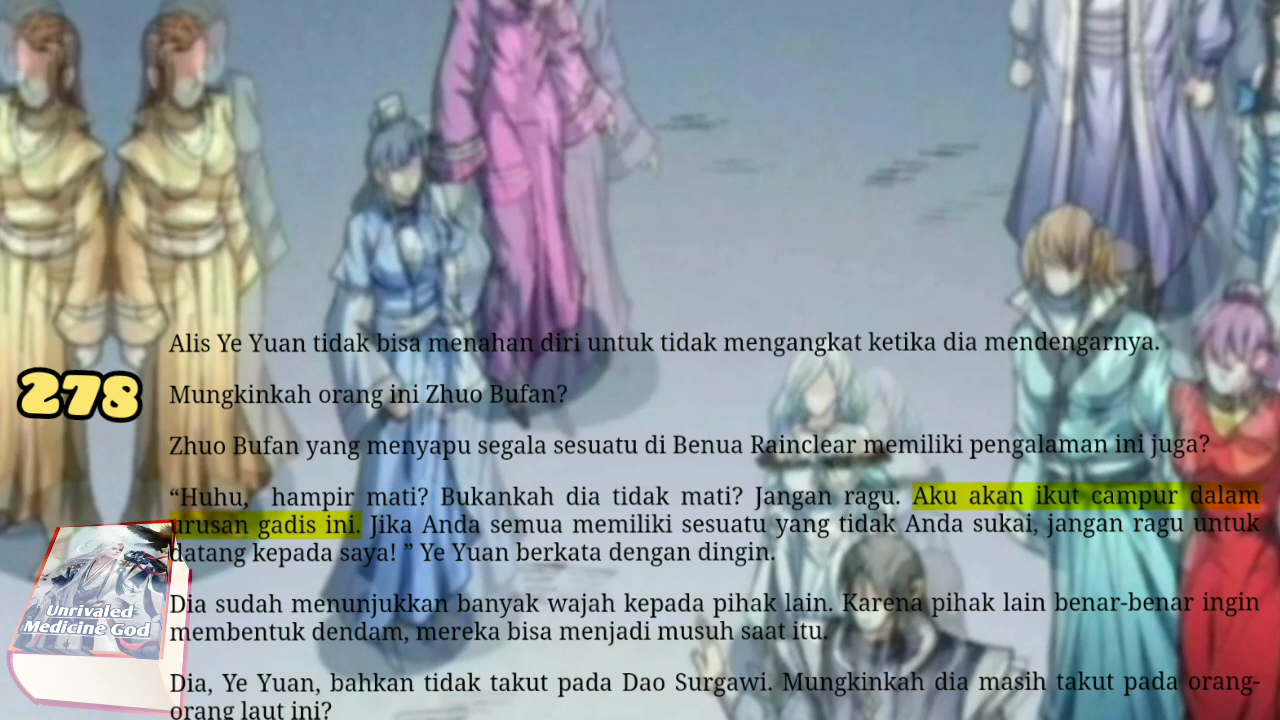 Alis Ye Yuan tidak bisa menahan diri untuk tidak mengangkat ketika dia mendengarnya.
278
Mungkinkah orang ini Zhuo Bufan?
Zhuo Bufan yang menyapu segala sesuatu di Benua Rainclear memiliki pengalaman ini juga?
“Huhu,  hampir mati? Bukankah dia tidak mati? Jangan ragu. Aku akan ikut campur dalam
urusan gadis ini. Jika Anda semua memiliki sesuatu yang tidak Anda sukai, jangan ragu untuk
datang kepada saya! ” Ye Yuan berkata dengan dingin.
Unrivaled
Medicine God
Dia sudah menunjukkan banyak wajah kepada pihak lain. Karena pihak lain benar-benar ingin
membentuk dendam, mereka bisa menjadi musuh saat itu.
Dia, Ye Yuan, bahkan tidak takut pada Dao Surgawi. Mungkinkah dia masih takut pada orang-
orang laut ini?